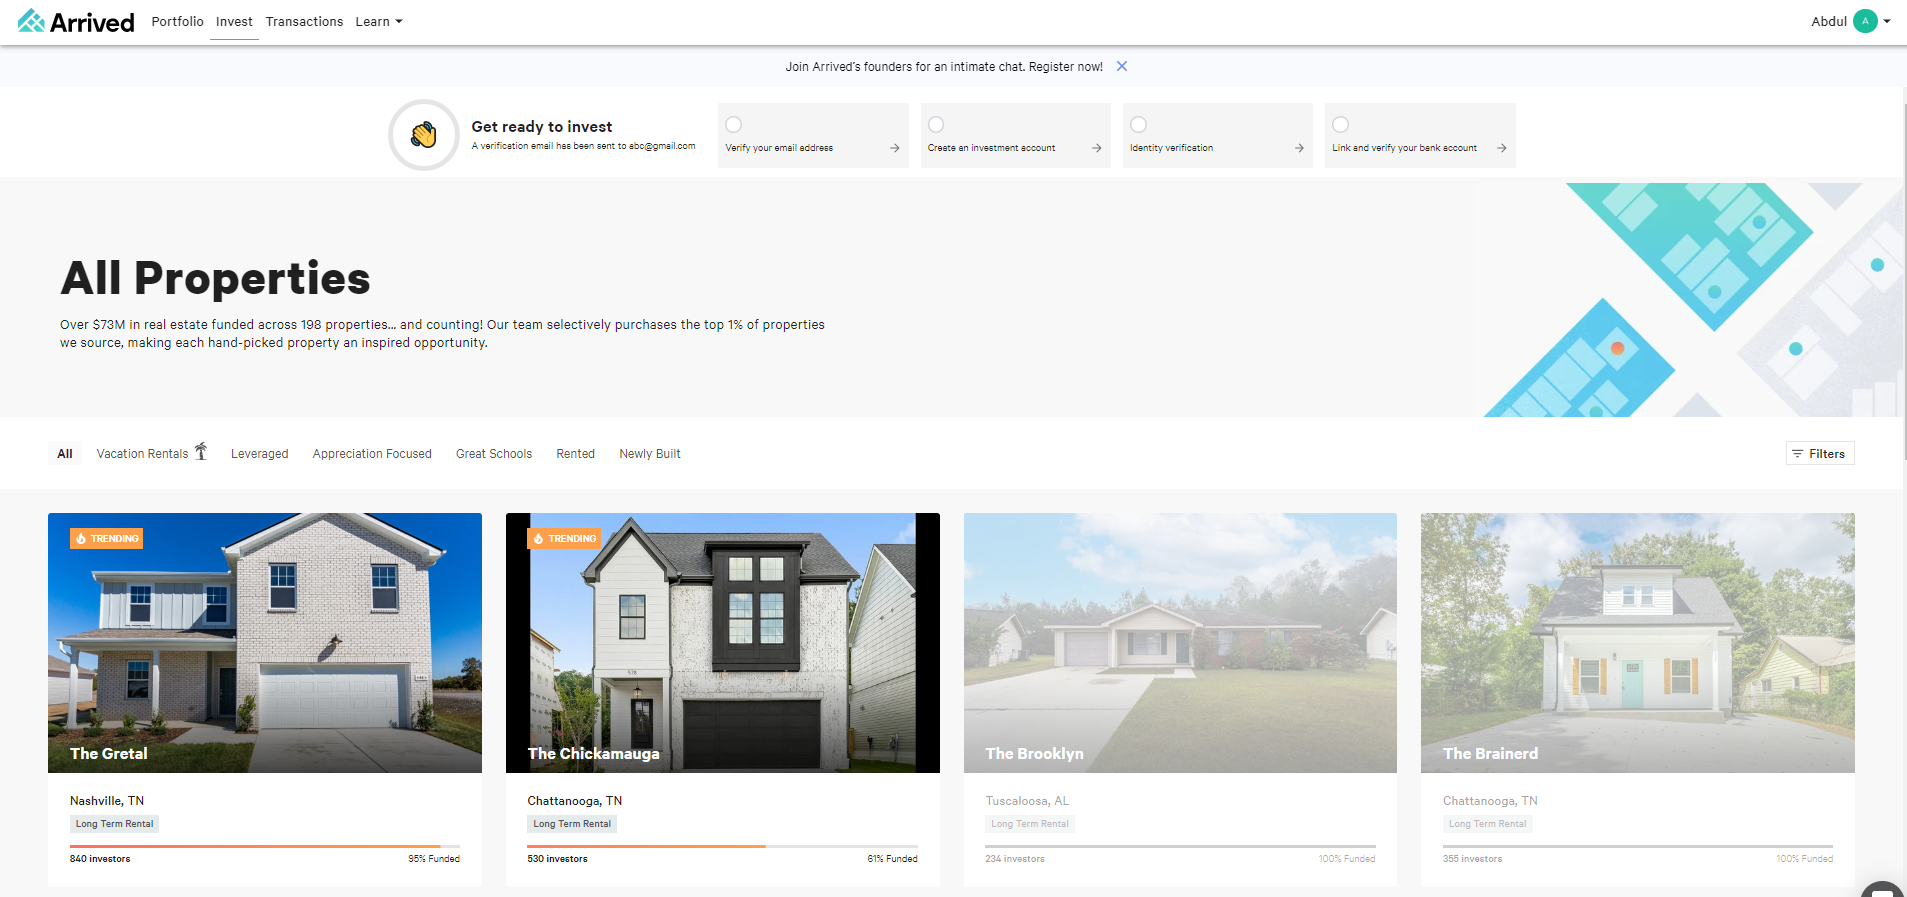 Arrived
Portfolio
Invest
Transactions
Learn
Abdul
A
Join Arrived's founders for an intimate chat. Register now!
Get ready to invest
A verification email has been sent to abc@gmail.com
Verify your email address
Create an investment account
Identity verification
Link and verify your bank account
All Properties
Over $73M in real estate funded across 198 properties... and counting! Our team selectively purchases the top 1% of properties
we source, making each hand-picked property an inspired opportunity.
All
Vacation Rentals
Leveraged
Appreciation Focused
Great Schools
Rented
Newly Built
Filters
TRENDING
The Gretal
Nashville, TN
Long Term Rental
840 investors
95% Funded
TRENDING
578
The Chickamauga
Chattanooga, TN
Long Term Rental
530 investors
61% Funded
The Brooklyn
Tuscaloosa, AL
Long Term Rental
234 investors
100% Funded
The Brainerd
Chattanooga, TN
Long Term Rental
355 investors
100% Funded